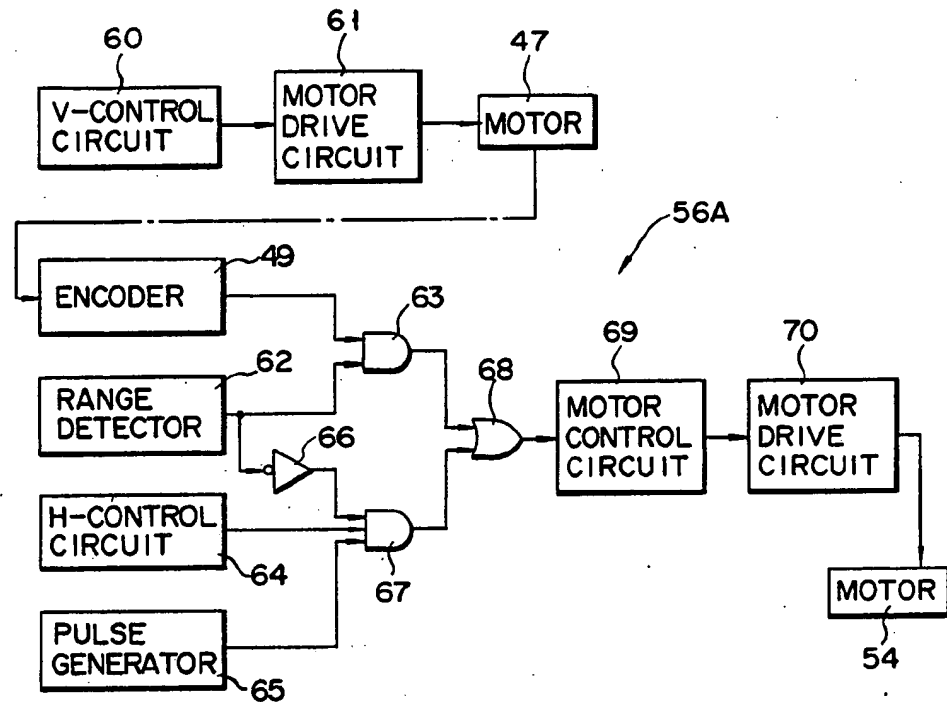 60
V-CONTROL
CIRCUIT
61
MOTOR
DRIVE
CIRCUIT
47
MOTOR
56A
49
ENCODER
63
62
RANGE
DETECTOR
66
68
69
MOTOR
CONTROL
CIRCUIT
70
MOTOR
DRIVE
CIRCUIT
H-CONTROL
CIRCUIT
64
67
MOTOR
54
PULSE
GENERATOR
65